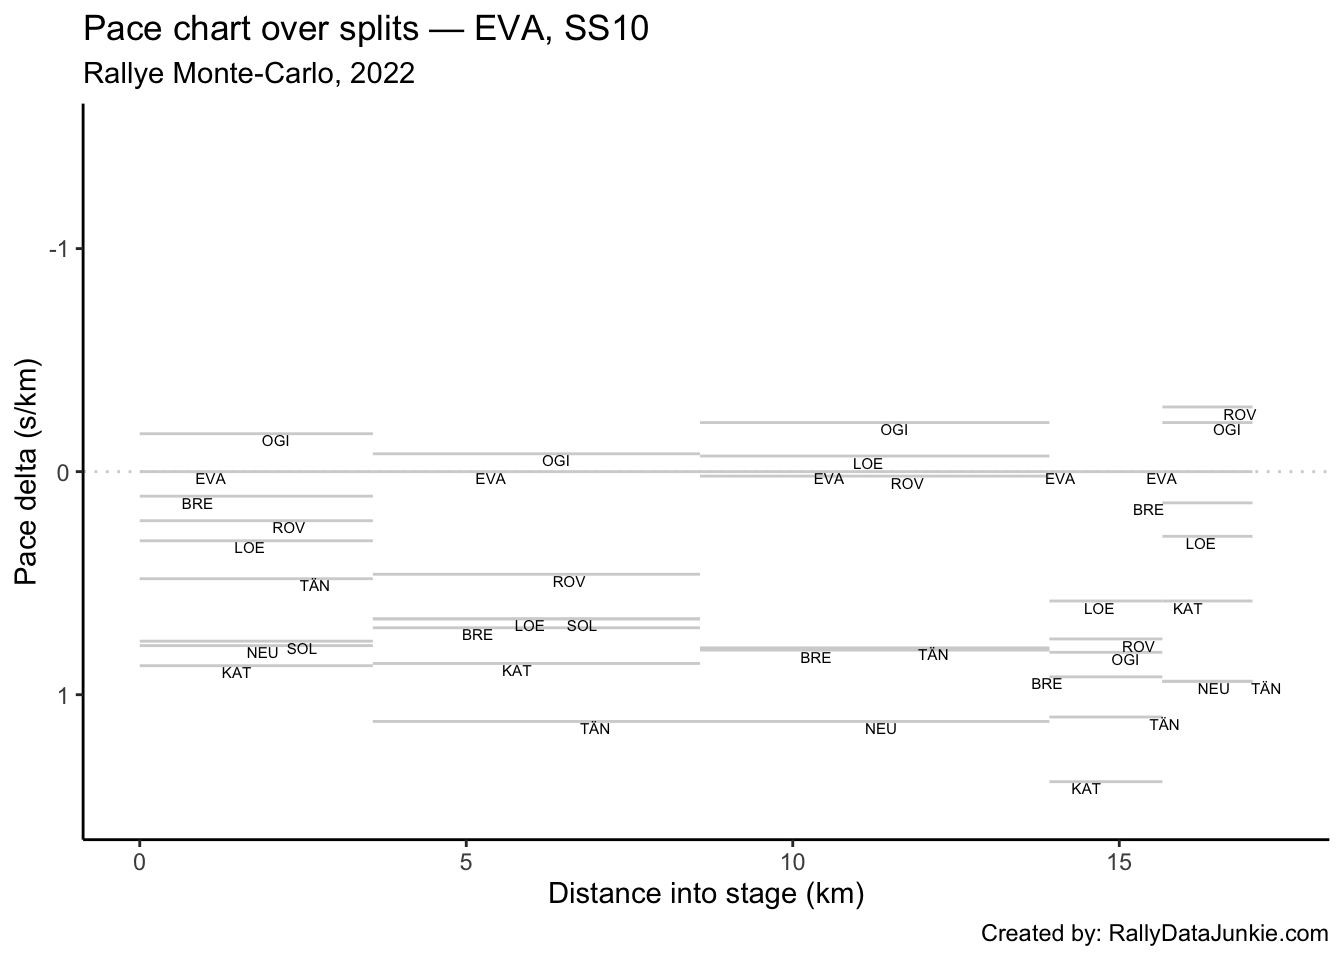 Pace chart over splits — EVA, SS10
Rallye Monte-Carlo, 2022
Pace delta (s/km)
-1
0
1
ROV
OGI OGI
OGI
OGI
LOE
EVA EVA EVA EVA EVA
ROV
BRE
BRE
ROV
LOE
LOE
TÄN
ROV
LOE KAT
LOE SOL
BRE
ROV
SOL
NEU
BRE TÄN
OGI
KAT
KAT
BRE
NEU TÄN
TÄN
TÄN NEU
KAT
0 5 10 15
Distance into stage (km)
Created by: RallyDataJunkie.com